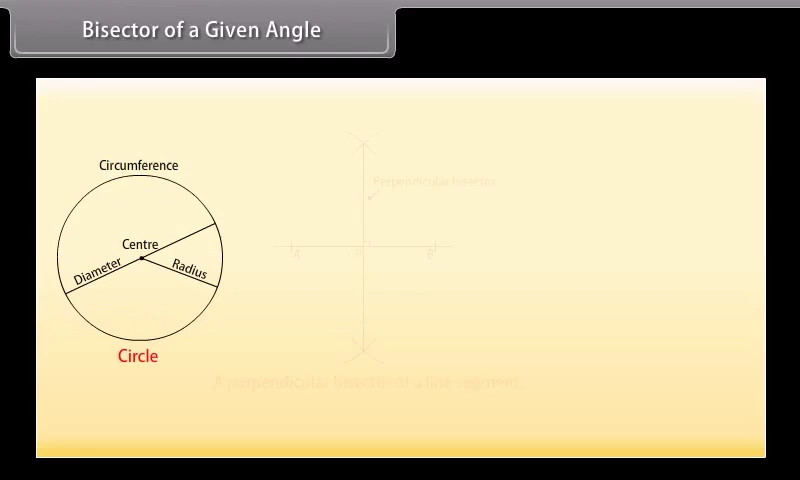 Bisector of a Given Angle
Circumference
Perpendicular bisector
Centre
Diameter
Radius
A
B
Circle
A perpendicular bisector of a line segment.